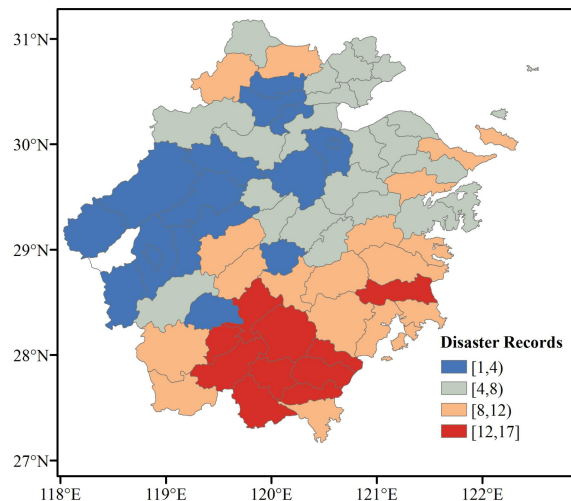 31°N
30°N
29°N
28°N
27°N
Disaster Records
[1,4)
[4,8)
[8,12)
[12,17]
118°E 119°E 120°E 121°E 122°E